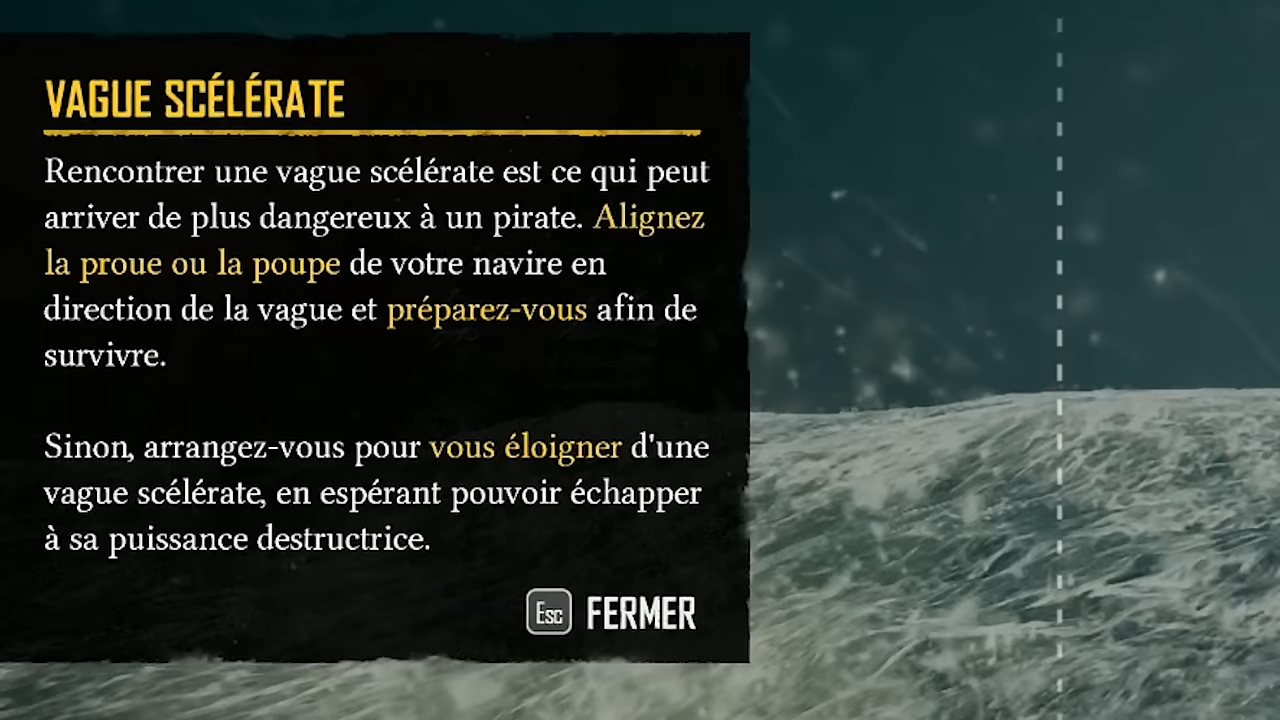 VAGUE SCÉLÉRATE
Rencontrer une vague scélérate est ce qui peut
arriver de plus dangereux à un pirate. Alignez
la proue ou la poupe de votre navire en
direction de la vague et préparez-vous afin de
survivre.
Sinon, arrangez-vous pour vous éloigner d'une
vague scélérate, en espérant pouvoir échapper
à sa puissance destructrice.
Esc FERMER